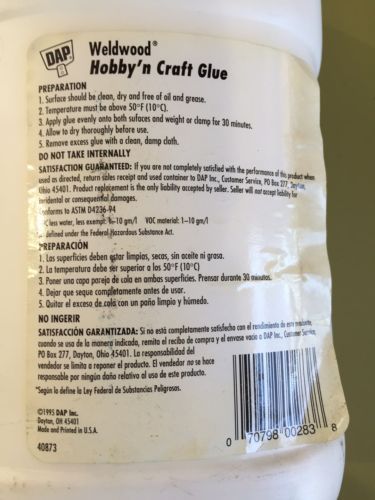 DAP®
Weldwood®
Hobby'n Craft Glue
PREPARATION
1. Surface should be clean, dry and free of oil and grease.
2. Temperature must be above 50°F (10°C).
3. Apply glue evenly onto both sufaces and weight or clamp for 30 minutes.
4. Allow to dry thoroughly before use.
5. Remove excess glue with a clean, damp cloth.
DO NOT TAKE INTERNALLY
SATISFACTION GUARANTEED: If you are not completely satisfied with the performance of this product when
used as directed, return sales receipt and used container to DAP Inc., Customer Service, PO Box 277, Dayton,
Ohio 45401. Product replacement is the only liability accepted by seller. Seller will not accept liability for
incidental or consequential damages.
Conforms to ASTM D4236-94
less water, less exempt: 8-10 gm/l VOC material: 1-10 gm/l
defined under the Federal Hazardous Substance Act.
PREPARACIÓN
1. Las superficies deben estar limpias, secas, sin aceite ni grasa.
2. La temperatura debe ser superior a los 50°F (10°C)
3. Poner una capa pareja de cola en ambas superficies. Prensar durante 30 minutos.
4. Dejar que seque completamente antes de usar.
5. Quitar el exceso de cola con un paño limpio y húmedo.
NO INGERIR
SATISFACCIÓN GARANTIZADA: Si no está completamente satisfecho con el rendimiento de este
cuando se usa de la manera indicada, remita el recibo de compra y el envase vacío a DAP Inc., Customer Service,
PO Box 277, Dayton, Ohio 45401. La responsabilidad del
vendedor se limita a reponer el producto. El vendedor no se hace
responsable por ningún daño relativo al uso de este producto.
*Según lo define la Ley Federal de Substancias Peligrosas.
©1995 DAP Inc.
Dayton, OH 45401
Made and Printed in U.S.A.
40873
0 70798 00283 8